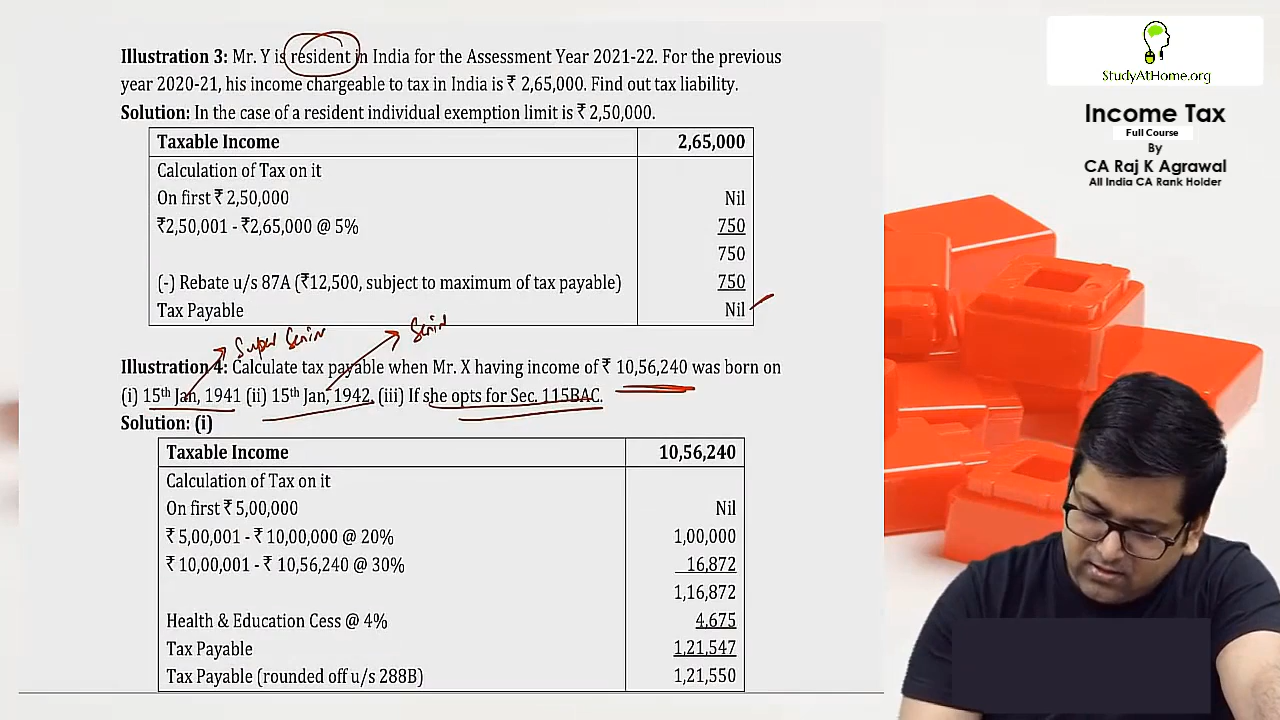 Illustration 3: Mr. Y is resident in India for the Assessment Year 2021-22. For the previous
year 2020-21, his income chargeable to tax in India is ₹ 2,65,000. Find out tax liability.
Solution: In the case of a resident individual exemption limit is ₹ 2,50,000.
Taxable Income 2,65,000
Calculation of Tax on it
On first ₹ 2,50,000 Nil
₹2,50,001 - ₹2,65,000 @ 5% 750
750
(-) Rebate u/s 87A (₹12,500, subject to maximum of tax payable) 750
Tax Payable Nil
Super Senior
Senior
Illustration 4: Calculate tax payable when Mr. X having income of ₹ 10,56,240 was born on
(i) 15th Jan, 1941 (ii) 15th Jan, 1942. (iii) If she opts for Sec. 115BAC.
Solution: (i)
Taxable Income 10,56,240
Calculation of Tax on it
On first ₹ 5,00,000 Nil
₹ 5,00,001 - ₹ 10,00,000 @ 20% 1,00,000
₹ 10,00,001 - ₹ 10,56,240 @ 30% 16,872
1,16,872
Health & Education Cess @ 4% 4,675
Tax Payable 1,21,547
Tax Payable (rounded off u/s 288B) 1,21,550
StudyAtHome.org
Income Tax
Full Course
By
CA Raj K Agrawal
All India CA Rank Holder